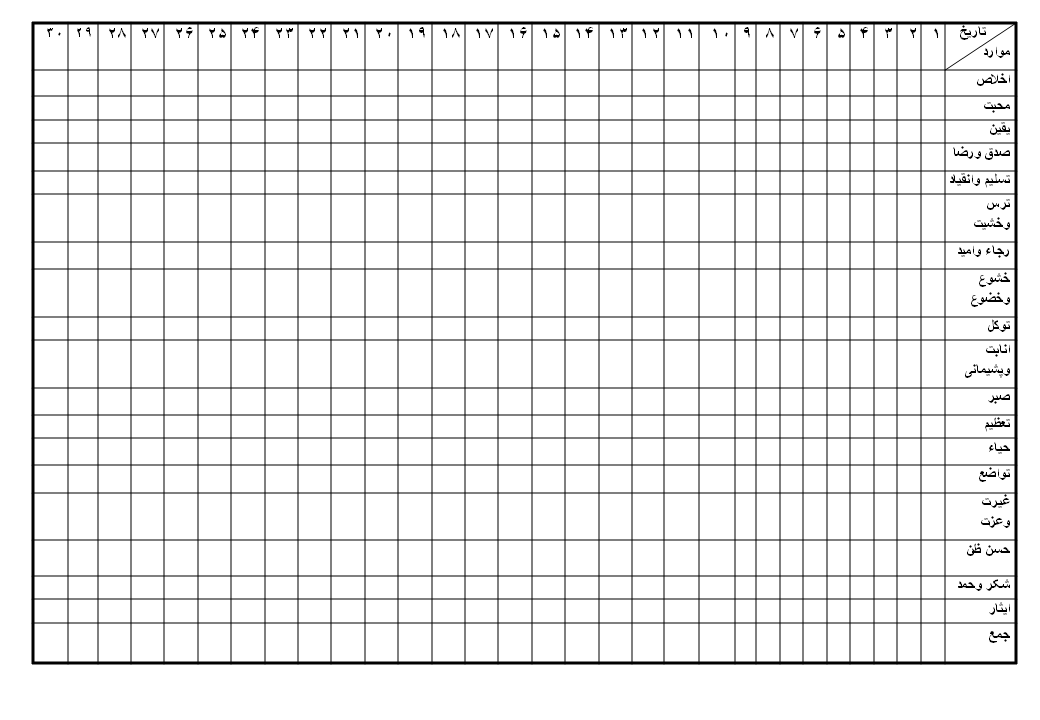 تاریخ ۱ ۲ ۳ ۴ ۵ ۶ ۷ ۸ ۹ ۱۰ ۱۱ ۱۲ ۱۳ ۱۴ ۱۵ ۱۶ ۱۷ ۱۸ ۱۹ ۲۰ ۲۱ ۲۲ ۲۳ ۲۴ ۲۵ ۲۶ ۲۷ ۲۸ ۲۹ ۳۰
موارد
اخلاص
محبت
یقین
صدق ورضا
تسلیم وانقیاد
ترس
وخشیت
رجاء وامید
خشوع
وخضوع
توکل
انابت
وپشیمانی
صبر
تعظیم
حیاء
تواضع
غیرت
وعزت
حسن ظن
شکر وحمد
ایثار
جمع